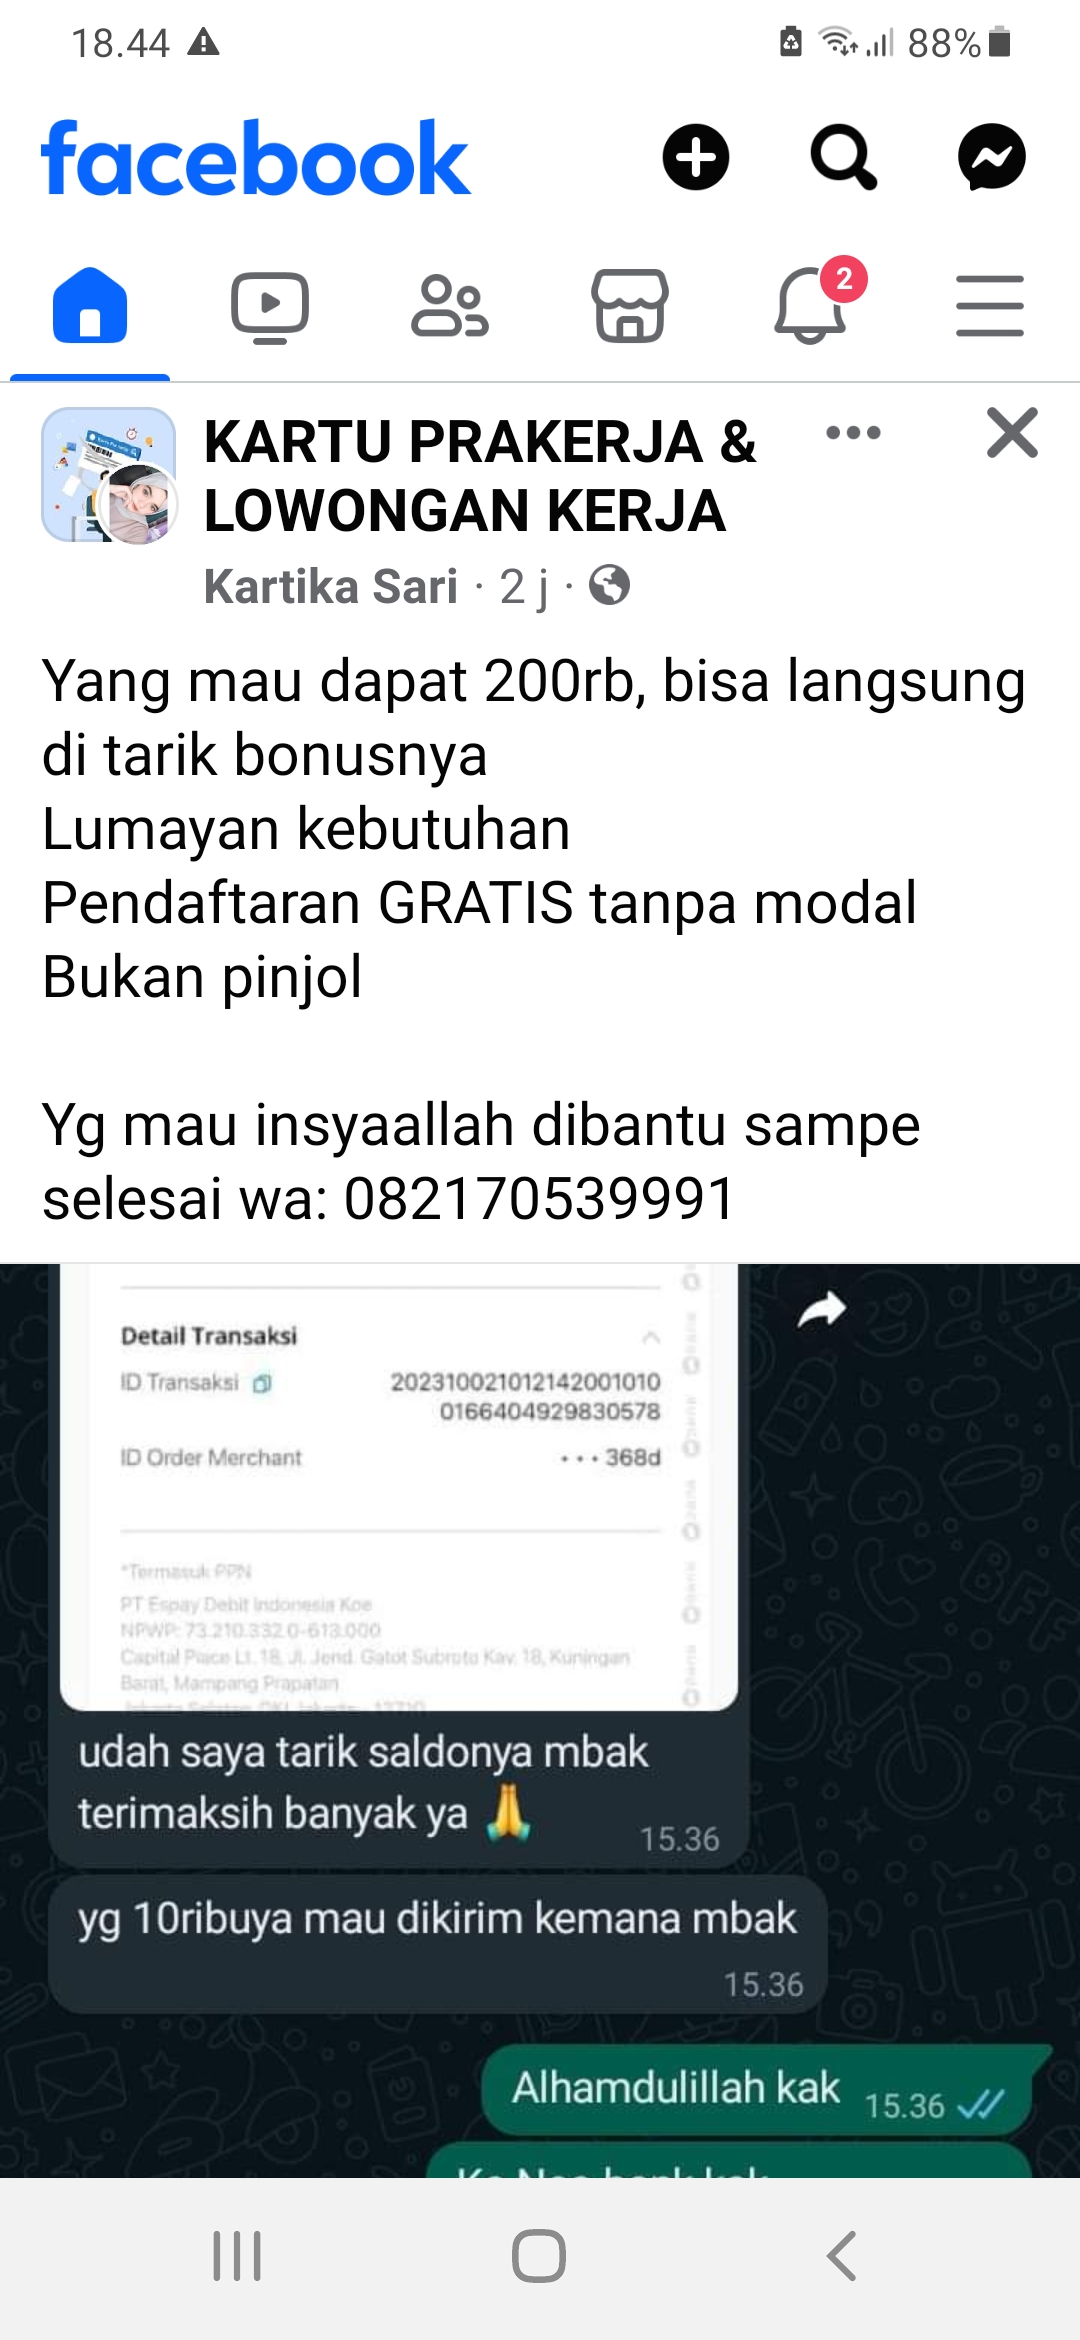 18.44
88%
facebook
2
KARTU PRAKERJA &
LOWONGAN KERJA
Kartika Sari · 2 j ·
Yang mau dapat 200rb, bisa langsung
di tarik bonusnya
Lumayan kebutuhan
Pendaftaran GRATIS tanpa modal
Bukan pinjol
Yg mau insyaallah dibantu sampe
selesai wa: 082170539991
Detail Transaksi
ID Transaksi 202310021012142001010
0166404929830578
ID Order Merchant ••• 368d
*Termasuk PPN
PT Espay Debit Indonesia Koe
NPWP: 73.210.332.0-613.000
Capital Place Lt. 18, Jl. Jend. Gatot Subroto Kav. 18, Kuningan
Barat, Mampang Prapatan
udah saya tarik saldonya mbak
terimaksih banyak ya 🙏
15.36
yg 10ribuya mau dikirim kemana mbak
15.36
Alhamdulillah kak 15.36